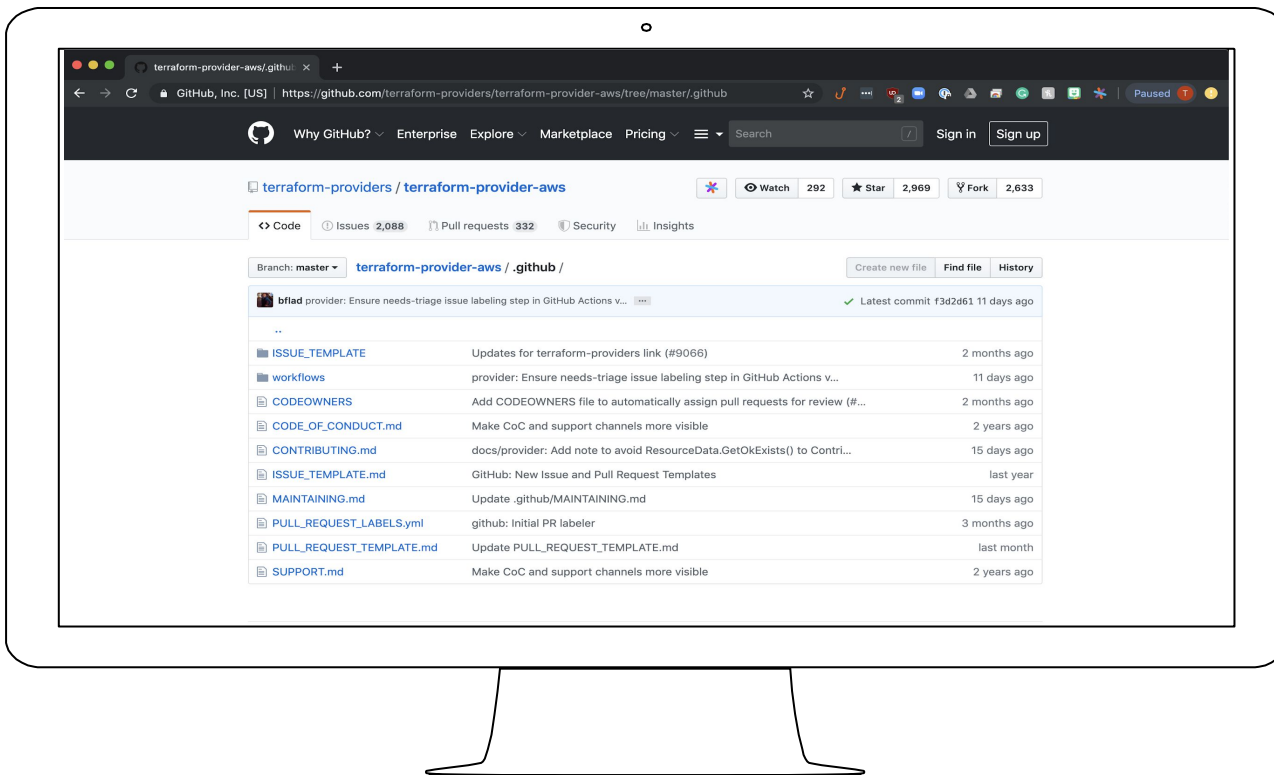 terraform-provider-aws/.github
GitHub, Inc. [US] | https://github.com/terraform-providers/terraform-provider-aws/tree/master/.github 2 Paused T
Why GitHub? Enterprise Explore Marketplace Pricing Search / Sign in Sign up
terraform-providers / terraform-provider-aws Watch 292 Star 2,969 Fork 2,633
Code Issues 2,088 Pull requests 332 Security Insights
Branch: master terraform-provider-aws / .github / Create new file Find file History
bflad provider: Ensure needs-triage issue labeling step in GitHub Actions v... ... Latest commit f3d2d61 11 days ago
..
ISSUE_TEMPLATE Updates for terraform-providers link (#9066) 2 months ago
workflows provider: Ensure needs-triage issue labeling step in GitHub Actions v... 11 days ago
CODEOWNERS Add CODEOWNERS file to automatically assign pull requests for review (#... 2 months ago
CODE_OF_CONDUCT.md Make CoC and support channels more visible 2 years ago
CONTRIBUTING.md docs/provider: Add note to avoid ResourceData.GetOkExists() to Contri... 15 days ago
ISSUE_TEMPLATE.md GitHub: New Issue and Pull Request Templates last year
MAINTAINING.md Update .github/MAINTAINING.md 15 days ago
PULL_REQUEST_LABELS.yml github: Initial PR labeler 3 months ago
PULL_REQUEST_TEMPLATE.md Update PULL_REQUEST_TEMPLATE.md last month
SUPPORT.md Make CoC and support channels more visible 2 years ago